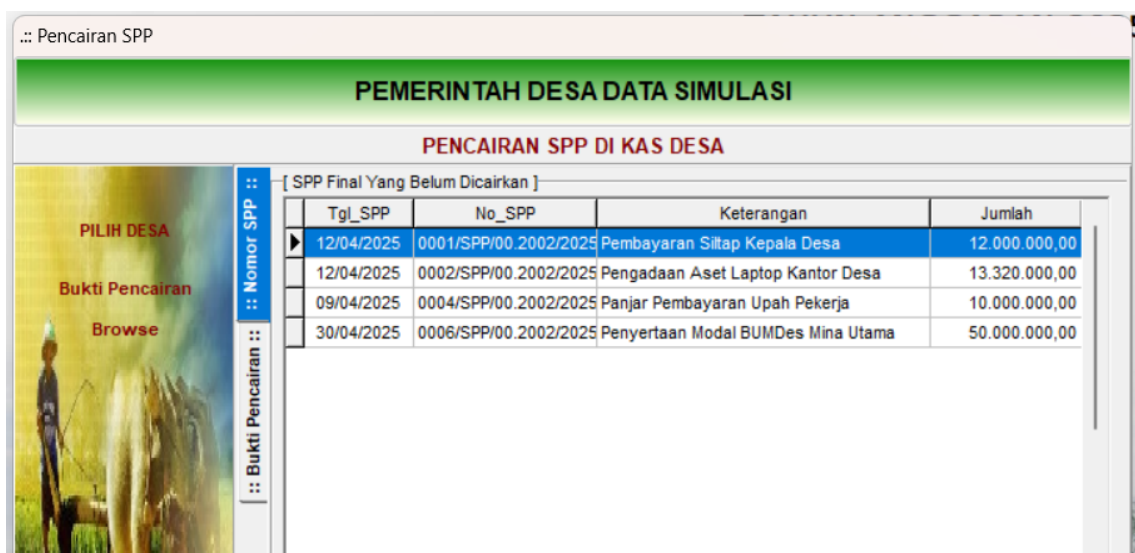 .:: Pencairan SPP
PEMERINTAH DESA DATA SIMULASI
PENCAIRAN SPP DI KAS DESA
PILIH DESA
Bukti Pencairan
Browse
:: Nomor SPP ::
:: Bukti Pencairan ::
[ SPP Final Yang Belum Dicairkan ]
Tgl_SPP No_SPP Keterangan Jumlah
12/04/2025 0001/SPP/00.2002/2025 Pembayaran Siltap Kepala Desa 12.000.000,00
12/04/2025 0002/SPP/00.2002/2025 Pengadaan Aset Laptop Kantor Desa 13.320.000,00
09/04/2025 0004/SPP/00.2002/2025 Panjar Pembayaran Upah Pekerja 10.000.000,00
30/04/2025 0006/SPP/00.2002/2025 Penyertaan Modal BUMDes Mina Utama 50.000.000,00